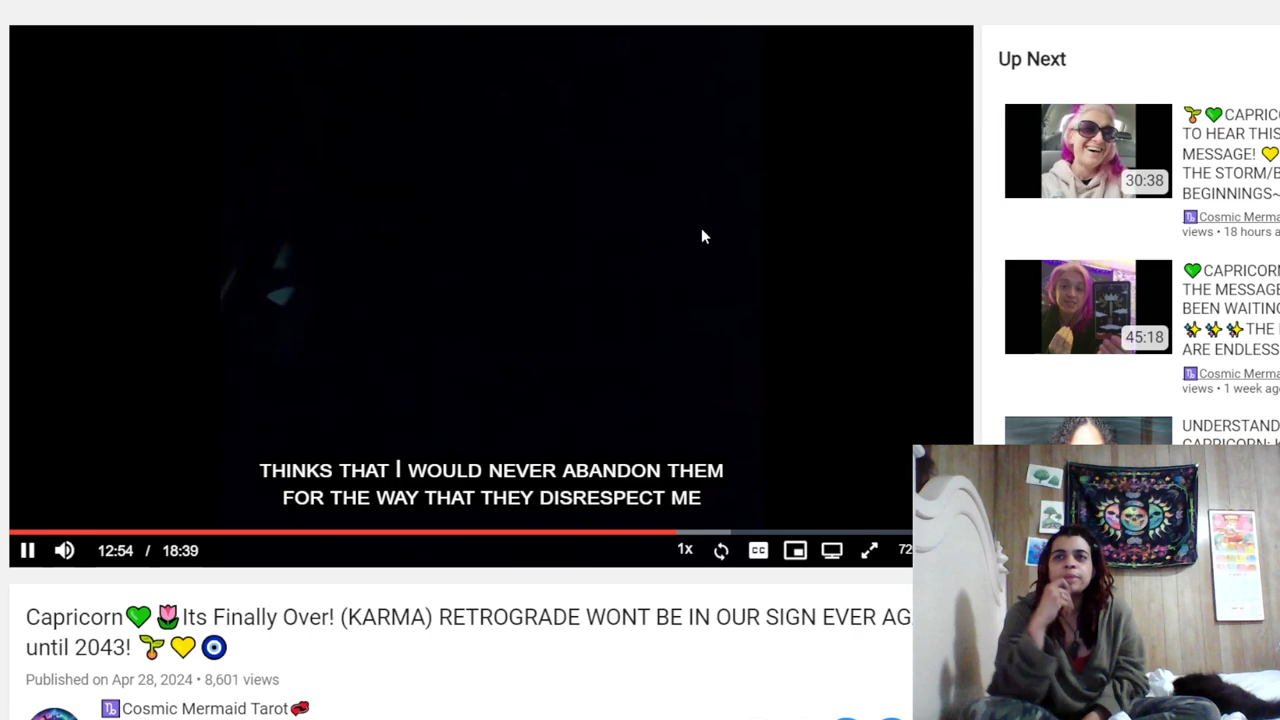 Up Next
CAPRICO
TO HEAR THIS
MESSAGE!
THE STORM/B
BEGINNINGS~
Cosmic Merma
views • 18 hours a
30:38
CAPRICORN
THE MESSAGE
BEEN WAITING
THE
ARE ENDLESS
Cosmic Merma
views • 1 week ag
45:18
UNDERSTAND
THINKS THAT I WOULD NEVER ABANDON THEM
FOR THE WAY THAT THEY DISRESPECT ME
12:54 / 18:39
1x
CC
72
Capricorn💚🌷Its Finally Over! (KARMA) RETROGRADE WONT BE IN OUR SIGN EVER AG
until 2043! 🌱💛🧿
Published on Apr 28, 2024 • 8,601 views
♑Cosmic Mermaid Tarot💞